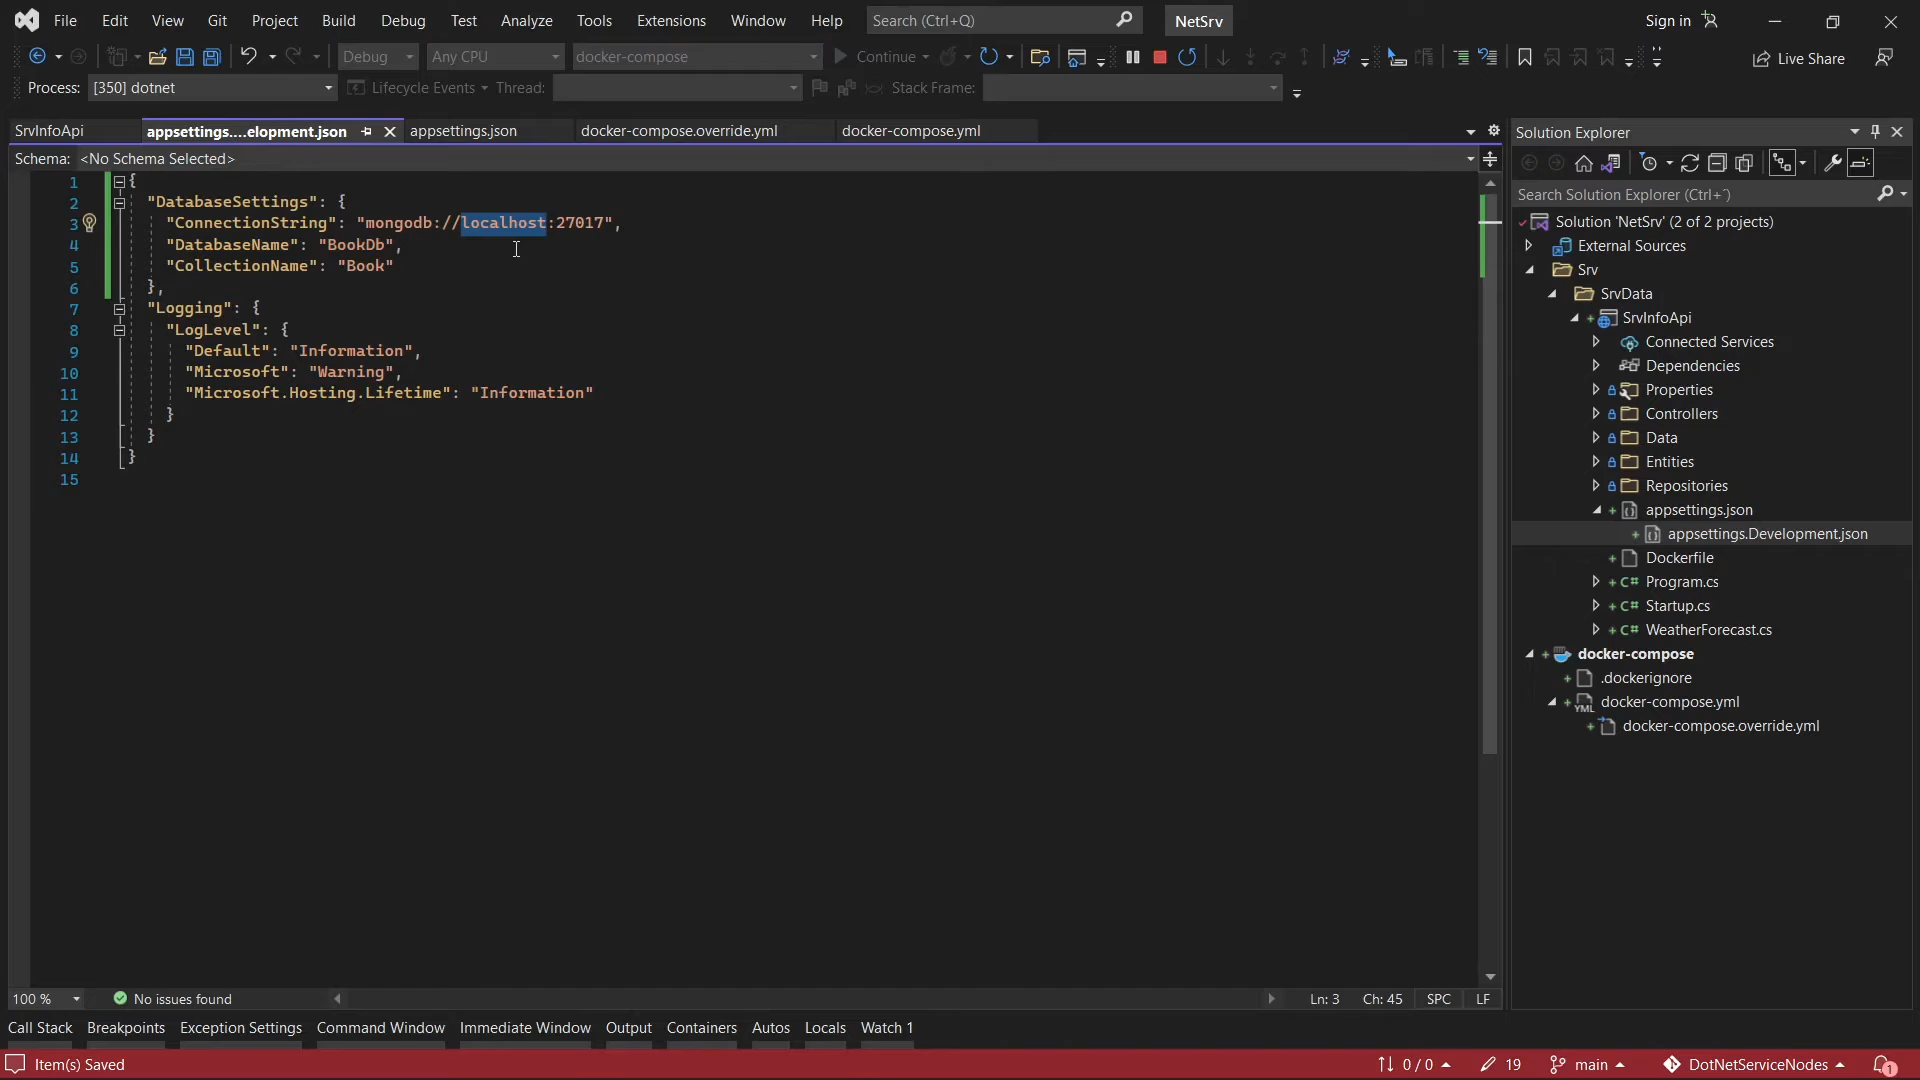 File Edit View Git Project Build Debug Test Analyze Tools Extensions Window Help Search (Ctrl+Q) NetSrv Sign in
Debug Any CPU docker-compose Continue Live Share
Process: [350] dotnet Lifecycle Events Thread: Stack Frame:
SrvInfoApi appsettings....elopment.json appsettings.json docker-compose.override.yml docker-compose.yml
Schema: <No Schema Selected>
1 {
2 "DatabaseSettings": {
3 "ConnectionString": "mongodb://localhost:27017",
4 "DatabaseName": "BookDb",
5 "CollectionName": "Book"
6 },
7 "Logging": {
8 "LogLevel": {
9 "Default": "Information",
10 "Microsoft": "Warning",
11 "Microsoft.Hosting.Lifetime": "Information"
12 }
13 }
14 }
15
Solution Explorer
Search Solution Explorer (Ctrl+´)
Solution 'NetSrv' (2 of 2 projects)
External Sources
Srv
SrvData
SrvInfoApi
Connected Services
Dependencies
Properties
Controllers
Data
Entities
Repositories
appsettings.json
appsettings.Development.json
Dockerfile
C# Program.cs
C# Startup.cs
C# WeatherForecast.cs
docker-compose
.dockerignore
YML docker-compose.yml
docker-compose.override.yml
100 % No issues found Ln: 3 Ch: 45 SPC LF
Call Stack Breakpoints Exception Settings Command Window Immediate Window Output Containers Autos Locals Watch 1
Item(s) Saved 0 / 0 19 main DotNetServiceNodes 1